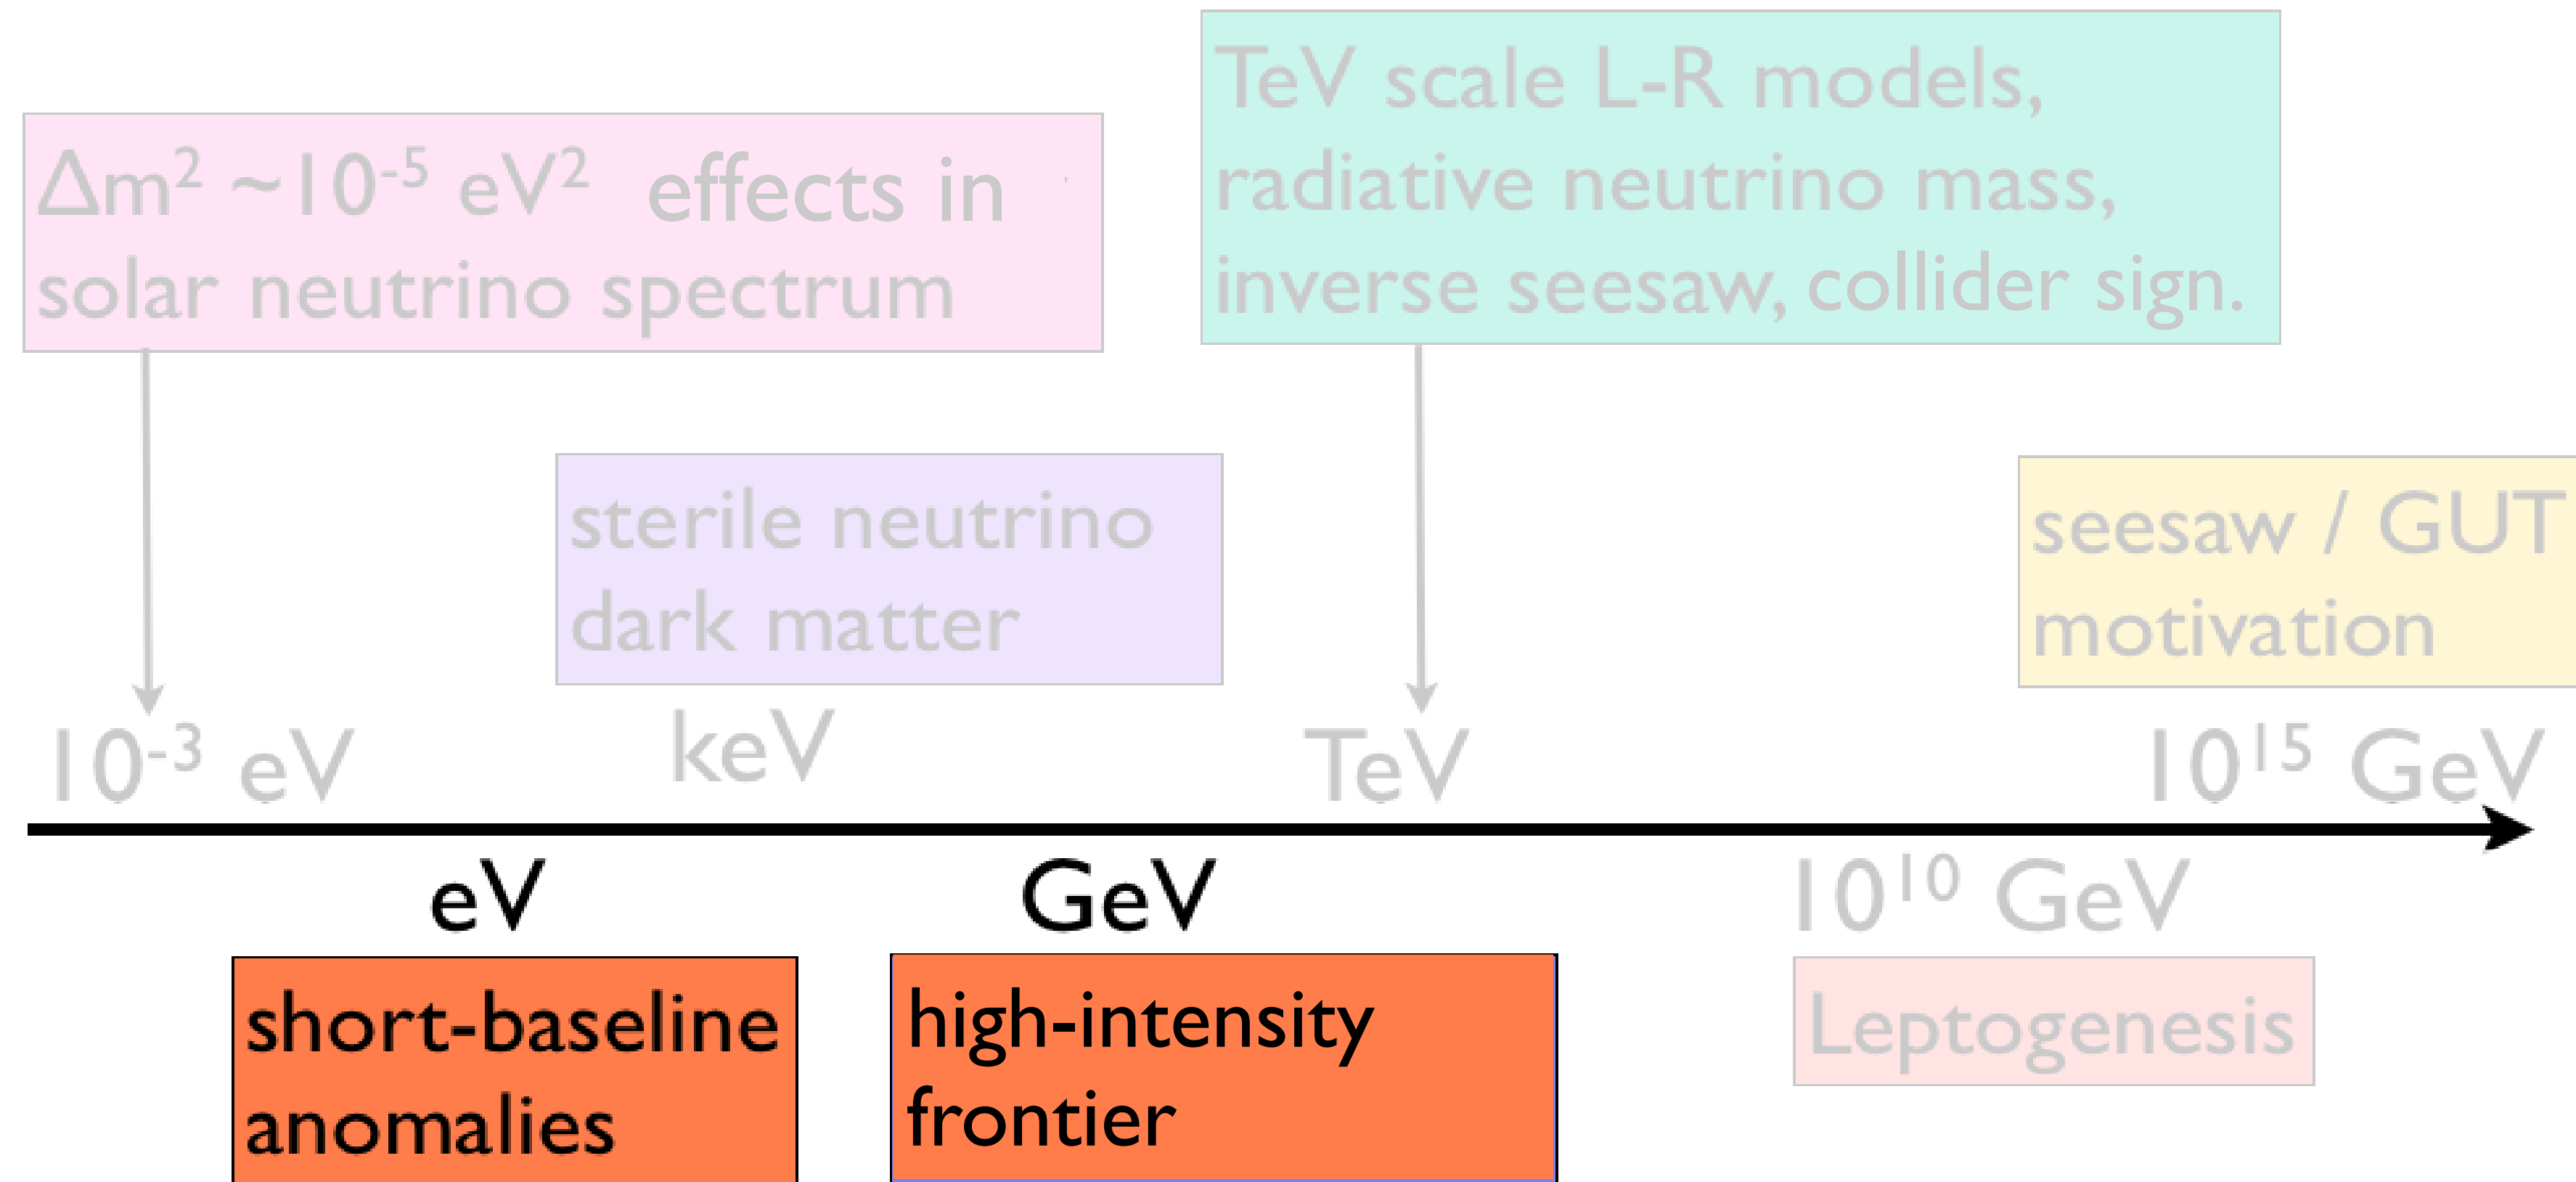 TeV scale L-R models,
radiative neutrino mass,
inverse seesaw, collider sign.
Δm² ~10⁻⁵ eV² effects in
solar neutrino spectrum
sterile neutrino
dark matter
seesaw / GUT
motivation
10⁻³ eV
keV
TeV
10¹⁵ GeV
eV
GeV
10¹⁰ GeV
short-baseline
anomalies
high-intensity
frontier
Leptogenesis